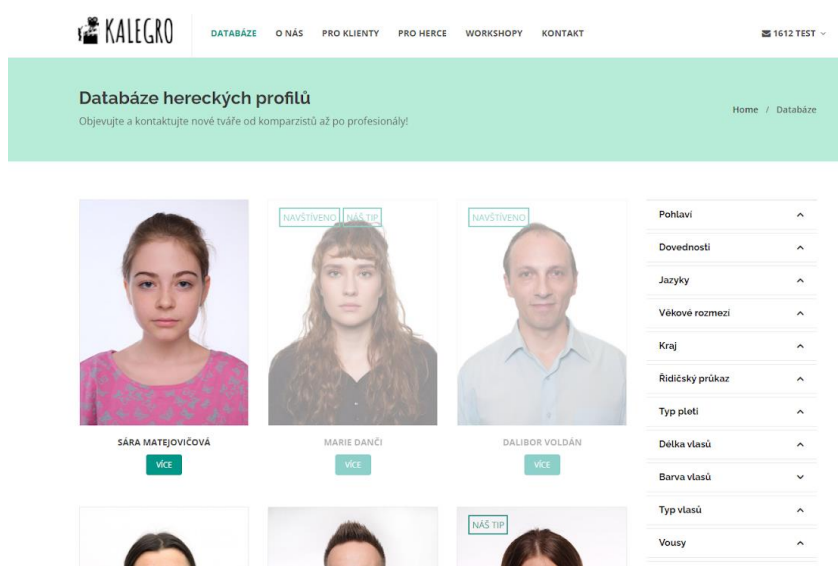 KALEGRO
DATABÁZE O NÁS PRO KLIENTY PRO HERCE WORKSHOPY KONTAKT
1612 TEST
Databáze hereckých profilů
Objevujte a kontaktujte nové tváře od komparzistů až po profesionály!
Home / Databáze
NAVŠTÍVENO NÁŠ TIP
NAVŠTÍVENO
SÁRA MATEJOVIČOVÁ
VÍCE
MARIE DANČI
VÍCE
DALIBOR VOLDÁN
VÍCE
NÁŠ TIP
Pohlaví
Dovednosti
Jazyky
Věkové rozmezí
Kraj
Řidičský průkaz
Typ pleti
Délka vlasů
Barva vlasů
Typ vlasů
Vousy